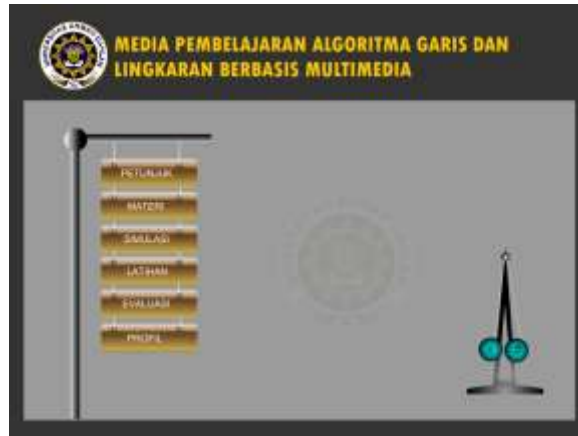 MEDIA PEMBELAJARAN ALGORITMA GARIS DAN
LINGKARAN BERBASIS MULTIMEDIA
PETUNJUK
MATERI
SIMULASI
LATIHAN
EVALUASI
PROFIL